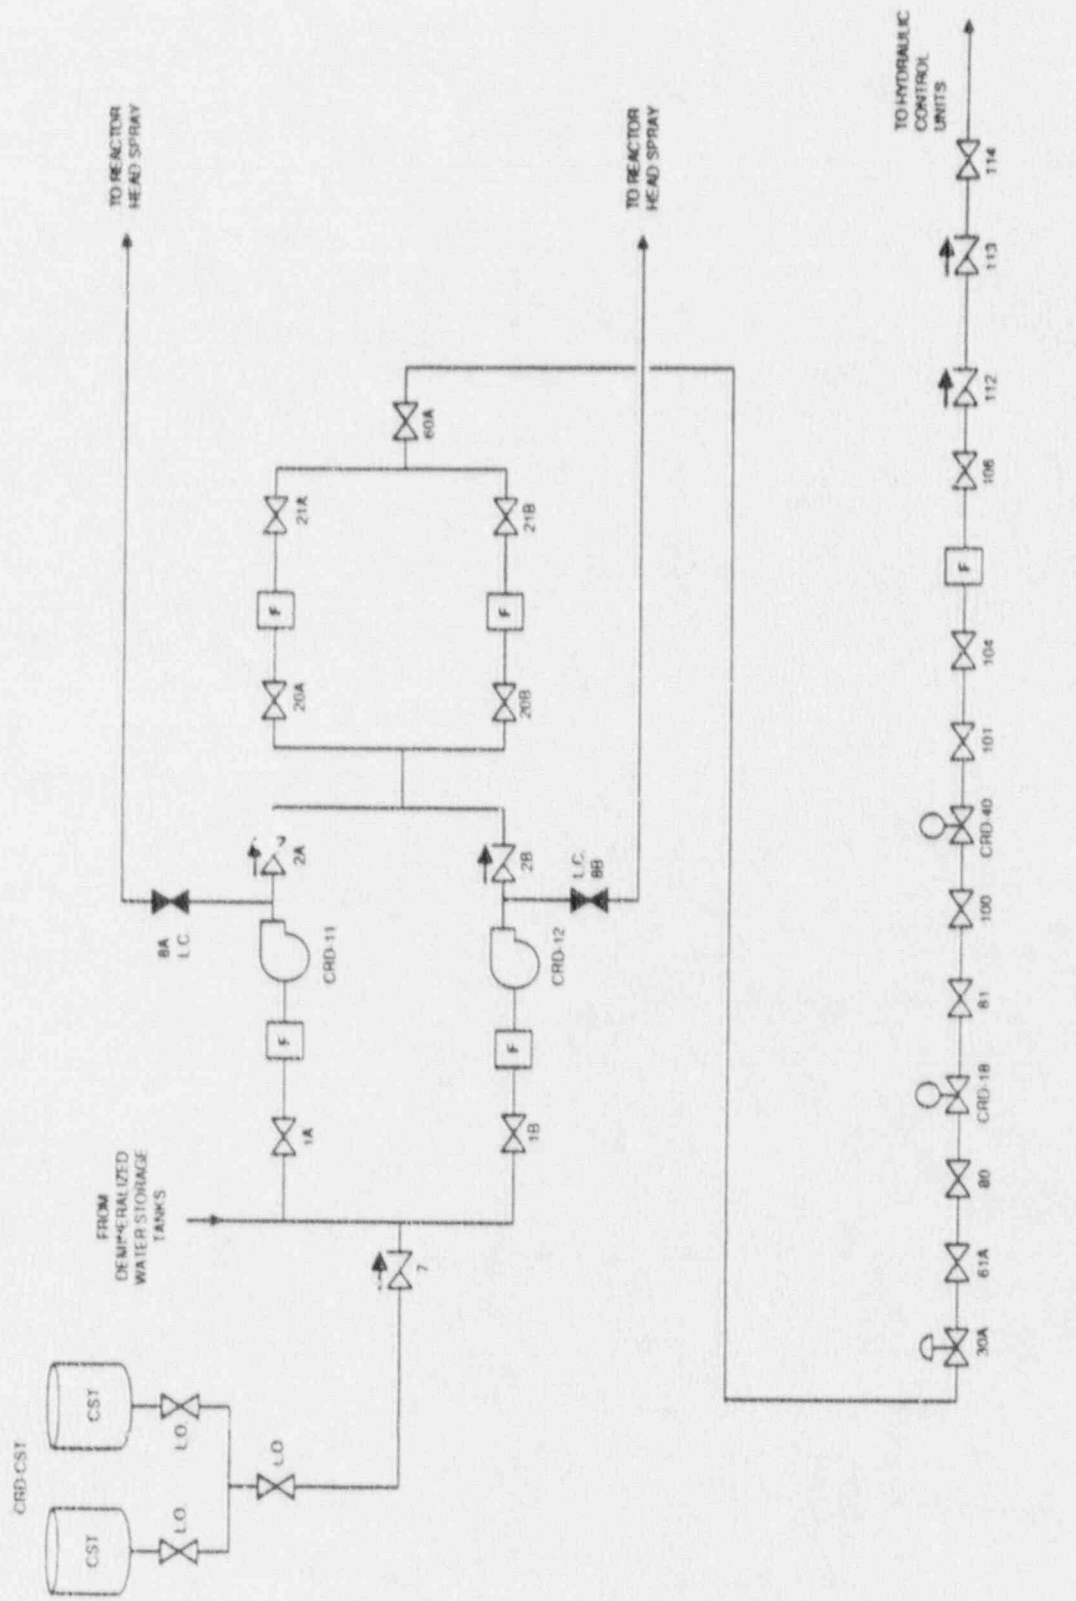 CRD-CST
CST
CST
LO
LO
LO
7
FROM
DEMINERALIZED
WATER STORAGE
TANKS
1A
F
CRD-11
8A
L.C
2A
TO REACTOR
HEAD SPRAY
1B
F
CRD-12
L.C.
8B
2B
TO REACTOR
HEAD SPRAY
20A
F
21A
20B
F
21B
60A
30A
61A
80
CRD-18
81
100
CRD-40
101
104
F
106
112
113
114
TO HYDRAULIC
CONTROL
UNITS